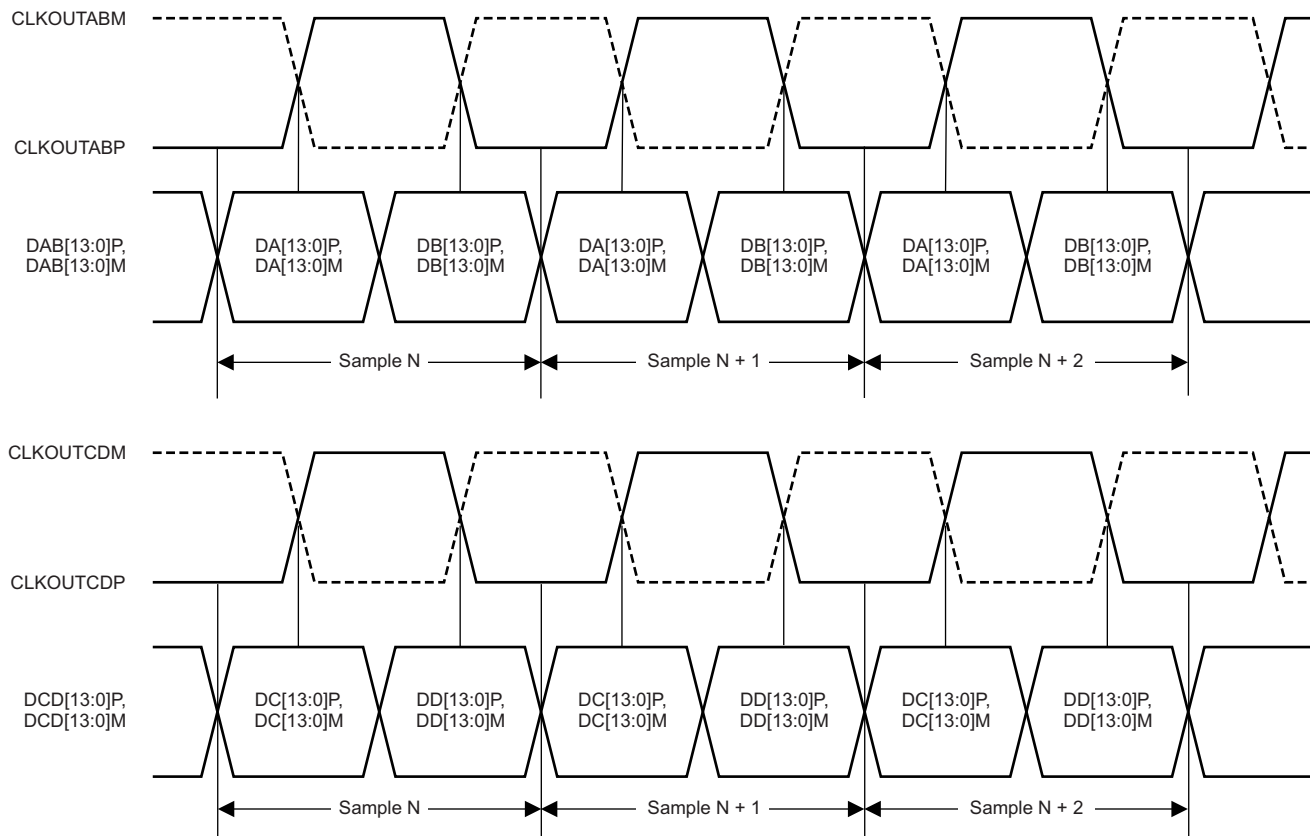 CLKOUTABM
CLKOUTABP
DAB[13:0]P,
DAB[13:0]M
DA[13:0]P,
DA[13:0]M
DB[13:0]P,
DB[13:0]M
DA[13:0]P,
DA[13:0]M
DB[13:0]P,
DB[13:0]M
DA[13:0]P,
DA[13:0]M
DB[13:0]P,
DB[13:0]M
Sample N
Sample N + 1
Sample N + 2
CLKOUTCDM
CLKOUTCDP
DCD[13:0]P,
DCD[13:0]M
DC[13:0]P,
DC[13:0]M
DD[13:0]P,
DD[13:0]M
DC[13:0]P,
DC[13:0]M
DD[13:0]P,
DD[13:0]M
DC[13:0]P,
DC[13:0]M
DD[13:0]P,
DD[13:0]M
Sample N
Sample N + 1
Sample N + 2